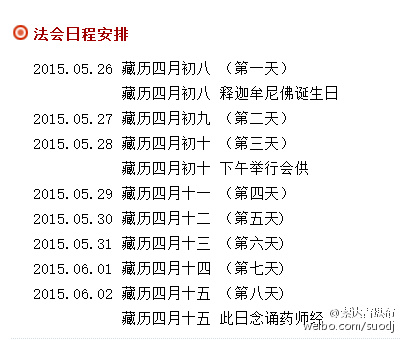 法会日程安排
2015.05.26 藏历四月初八 （第一天）
藏历四月初八 释迦牟尼佛诞生日
2015.05.27 藏历四月初九 （第二天）
2015.05.28 藏历四月初十 （第三天）
藏历四月初十 下午举行会供
2015.05.29 藏历四月十一 （第四天）
2015.05.30 藏历四月十二 （第五天)
2015.05.31 藏历四月十三 （第六天)
2015.06.01 藏历四月十四 （第七天)
2015.06.02 藏历四月十五 （第八天)
藏历四月十五 此日念诵药师经
weibo.com/suodj